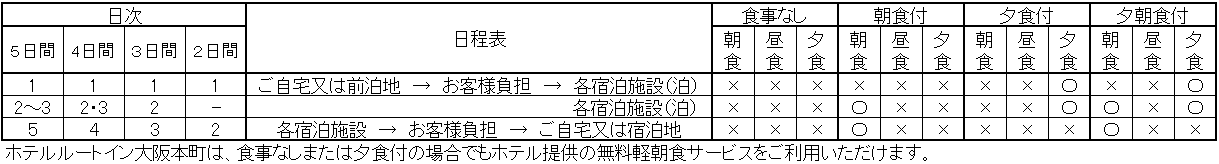 日次 日程表 食事なし 朝食付 夕食付 夕朝食付
5日間 4日間 3日間 2日間 朝食 昼食 夕食 朝食 昼食 夕食 朝食 昼食 夕食 朝食 昼食 夕食
1 1 1 1 ご自宅又は前泊地 → お客様負担 → 各宿泊施設(泊) × × × × × × × × ○ × × ○
2～3 2・3 2 － 各宿泊施設(泊) × × × ○ × × × × ○ ○ × ○
5 4 3 2 各宿泊施設 → お客様負担 → ご自宅又は宿泊地 × × × ○ × × × × × ○ × ×
ホテルルートイン大阪本町は、食事なしまたは夕食付の場合でもホテル提供の無料軽朝食サービスをご利用いただけます。